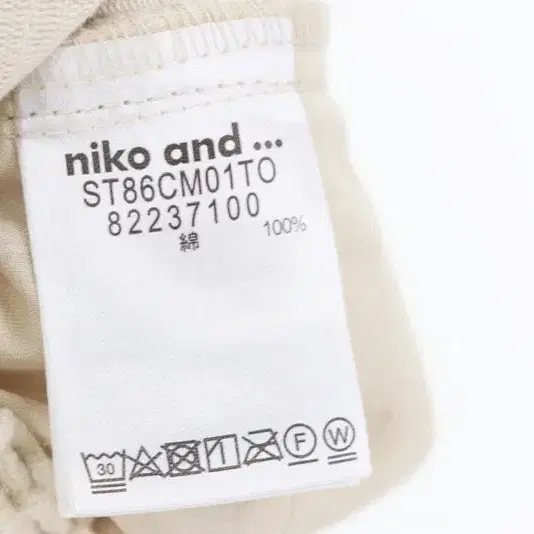 niko and ...
ST86CM01TO
82237100
綿 100%
30 F W